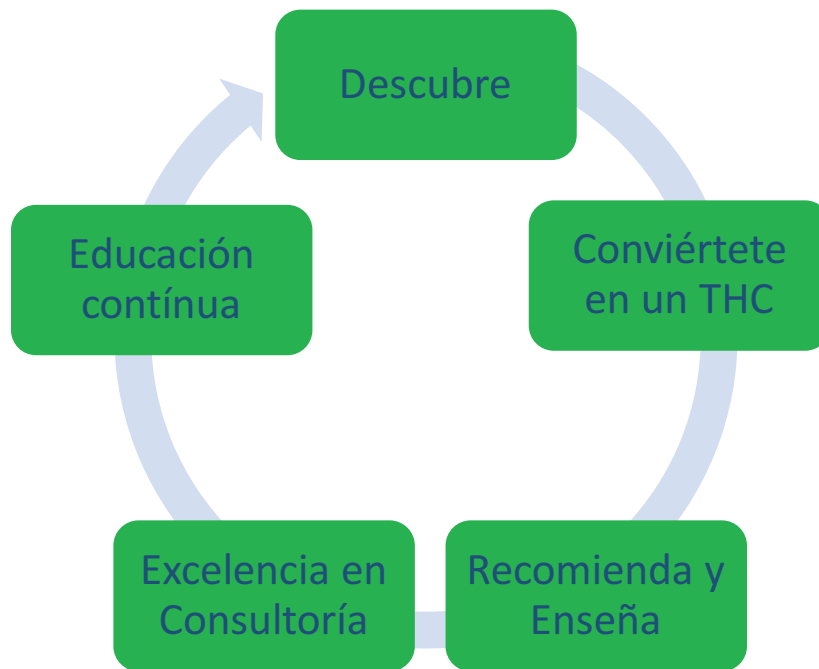 Descubre
Conviértete
en un THC
Recomienda y
Enseña
Excelencia en
Consultoría
Educación
contínua